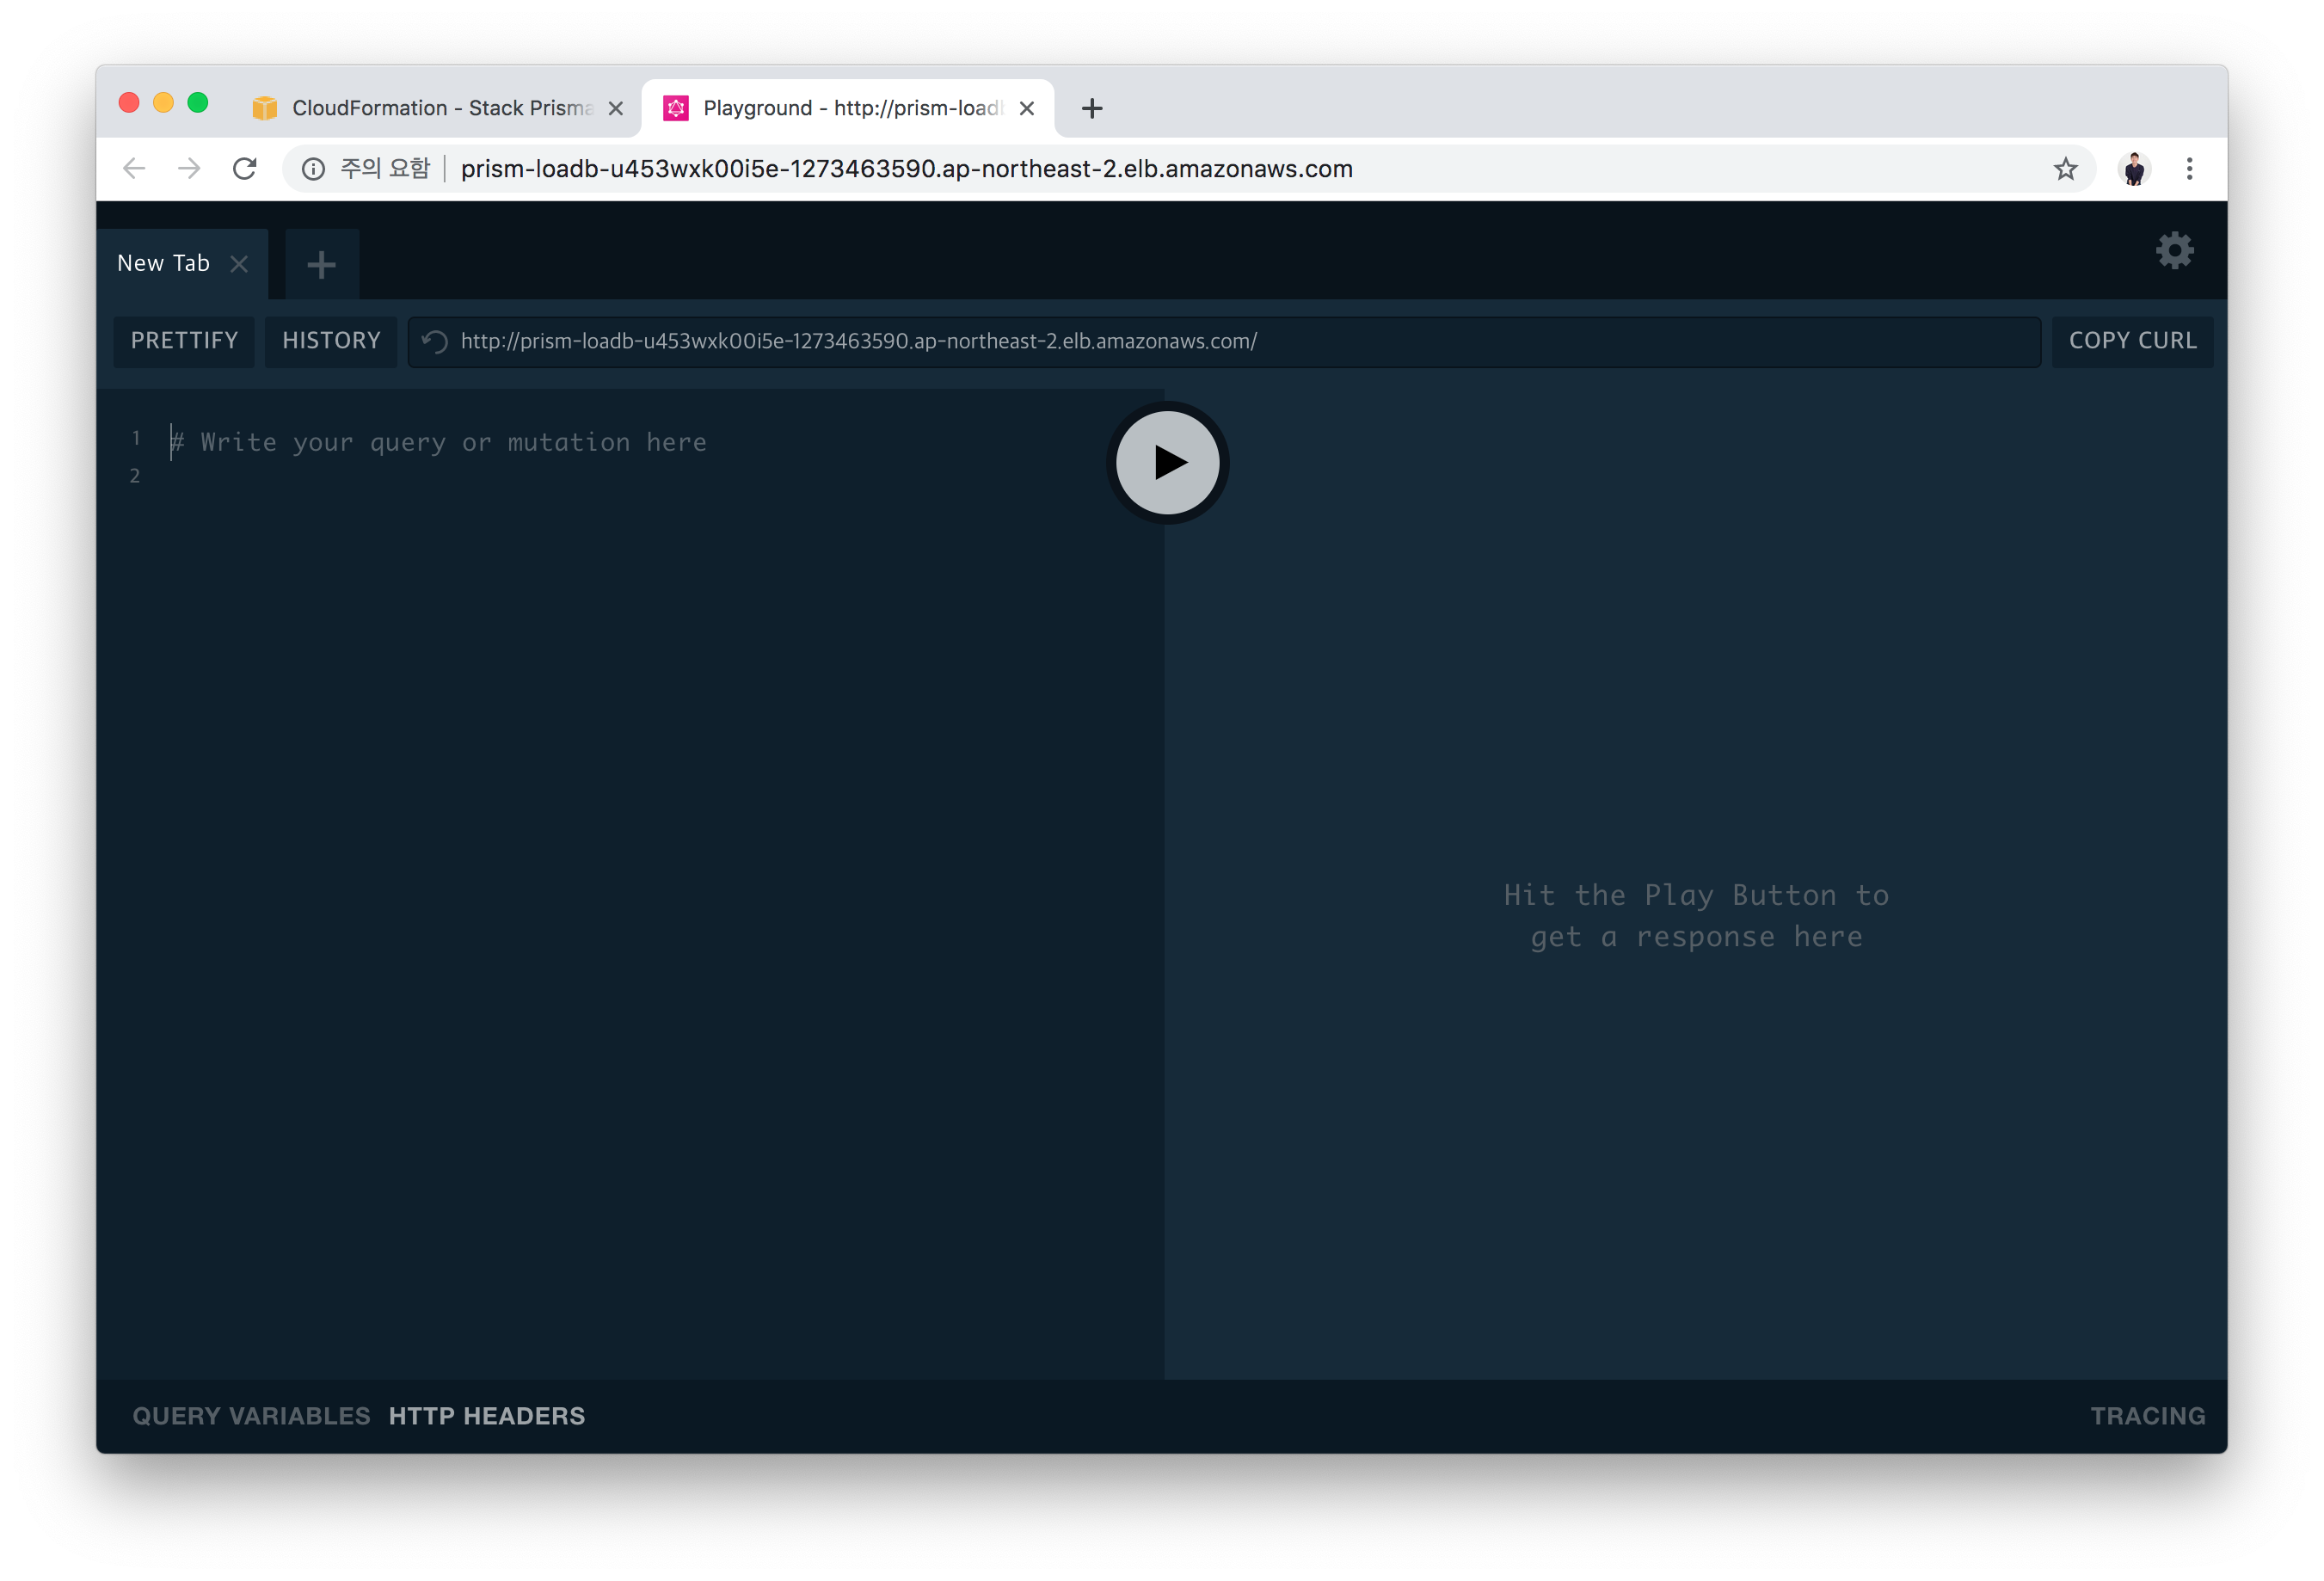 CloudFormation - Stack Prisma
Playground - http://prism-load
주의 요함
prism-loadb-u453wxk00i5e-1273463590.ap-northeast-2.elb.amazonaws.com
New Tab
PRETTIFY
HISTORY
http://prism-loadb-u453wxk00i5e-1273463590.ap-northeast-2.elb.amazonaws.com/
COPY CURL
1 # Write your query or mutation here
2
Hit the Play Button to
get a response here
QUERY VARIABLES HTTP HEADERS
TRACING